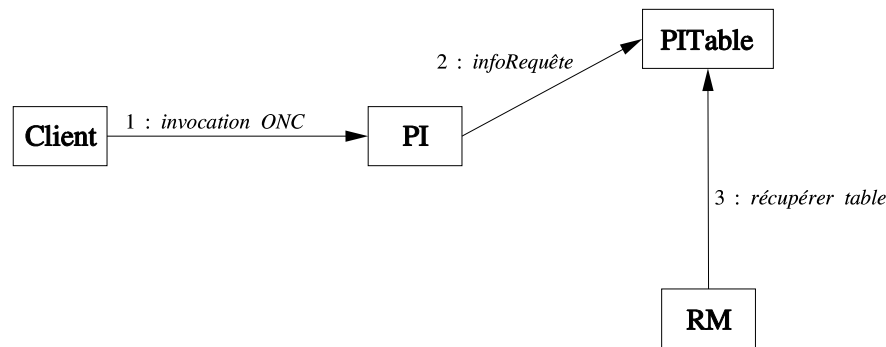 PITable
2 : infoRequête
1 : invocation ONC
Client
PI
3 : récupérer table
RM